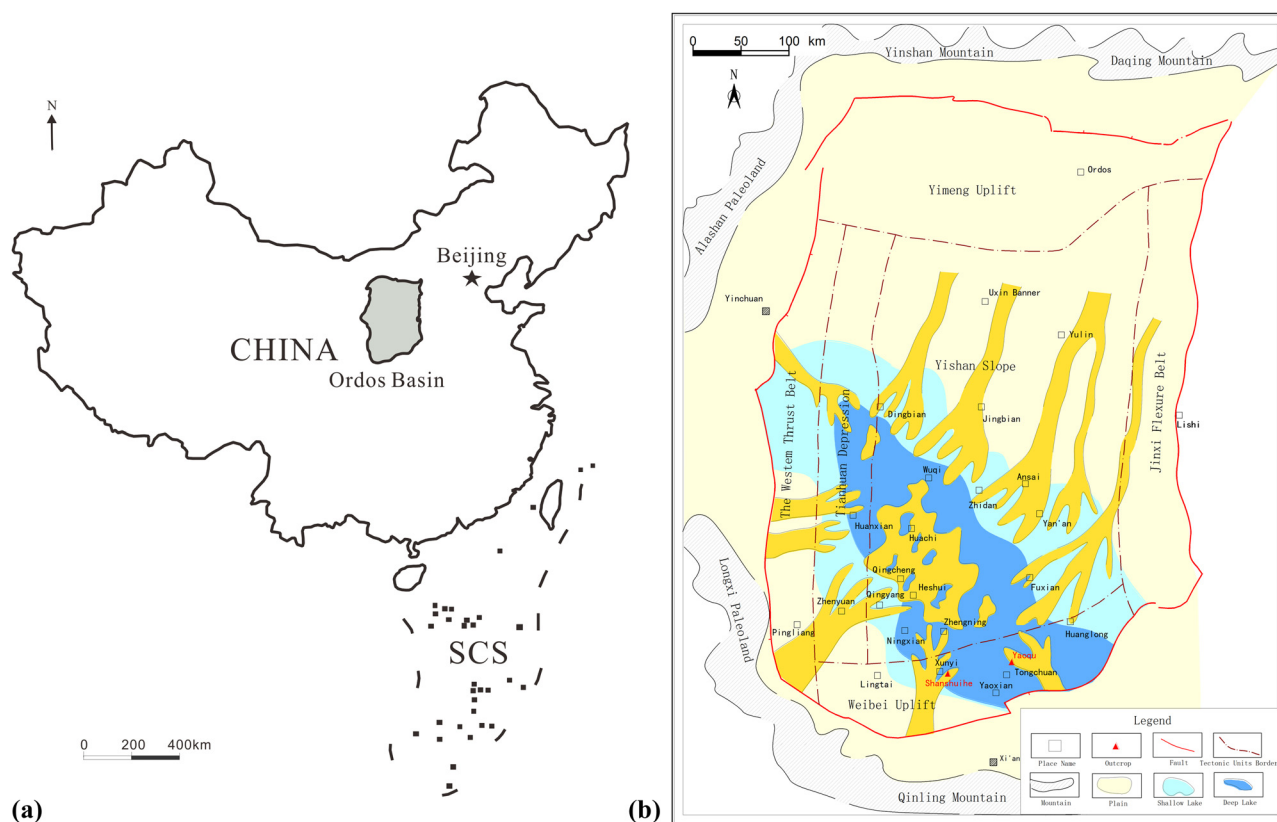 N
Beijing
CHINA
Ordos Basin
SCS
0 200 400km
(a)
0 50 100 km
N
Yinshan Mountain
Daqing Mountain
Alashan Paleoland
Ordos
Yimeng Uplift
Yinchuan
Uxin Banner
Yulin
Yishan Slope
The Western Thrust Belt
Tianhuan Depression
Jinxi Flexure Belt
Dingbian
Jingbian
Lishi
Wuqi
Zhidan
Ansai
Yan'an
Huanxian
Huachi
Qingcheng
Heshui
Fuxian
Longxi Paleoland
Zhenyuan
Qingyang
Pingliang
Ningxian
Zhengning
Huanglong
Xunyi
Yaoqu
Lingtai
Shanshuihe
Tongchuan
Yaoxian
Weibei Uplift
Xi'an
Qinling Mountain
Legend
Place Name
Outcrop
Fault
Tectonic Units Border
Mountain
Plain
Shallow Lake
Deep Lake
(b)